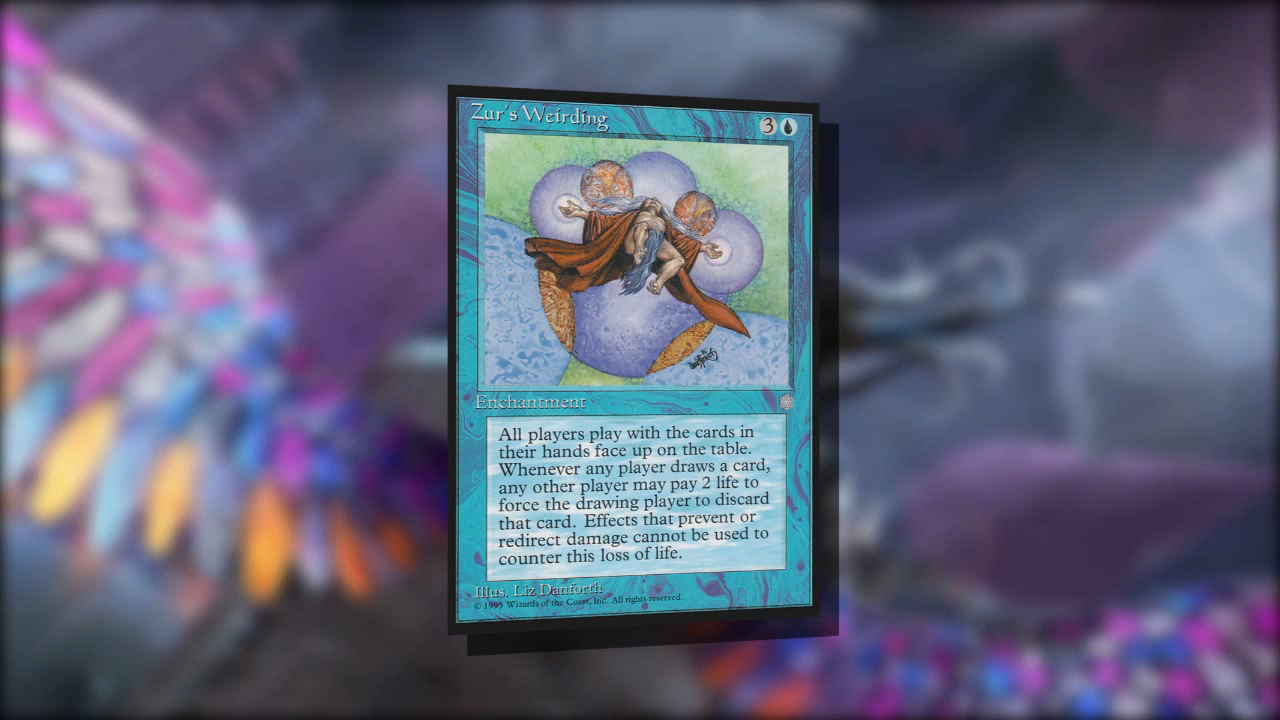 Zur's Weirding
3
Enchantment
All players play with the cards in
their hands face up on the table.
Whenever any player draws a card,
any other player may pay 2 life to
force the drawing player to discard
that card. Effects that prevent or
redirect damage cannot be used to
counter this loss of life.
Illus. Liz Danforth
© 1995 Wizards of the Coast, Inc. All rights reserved.